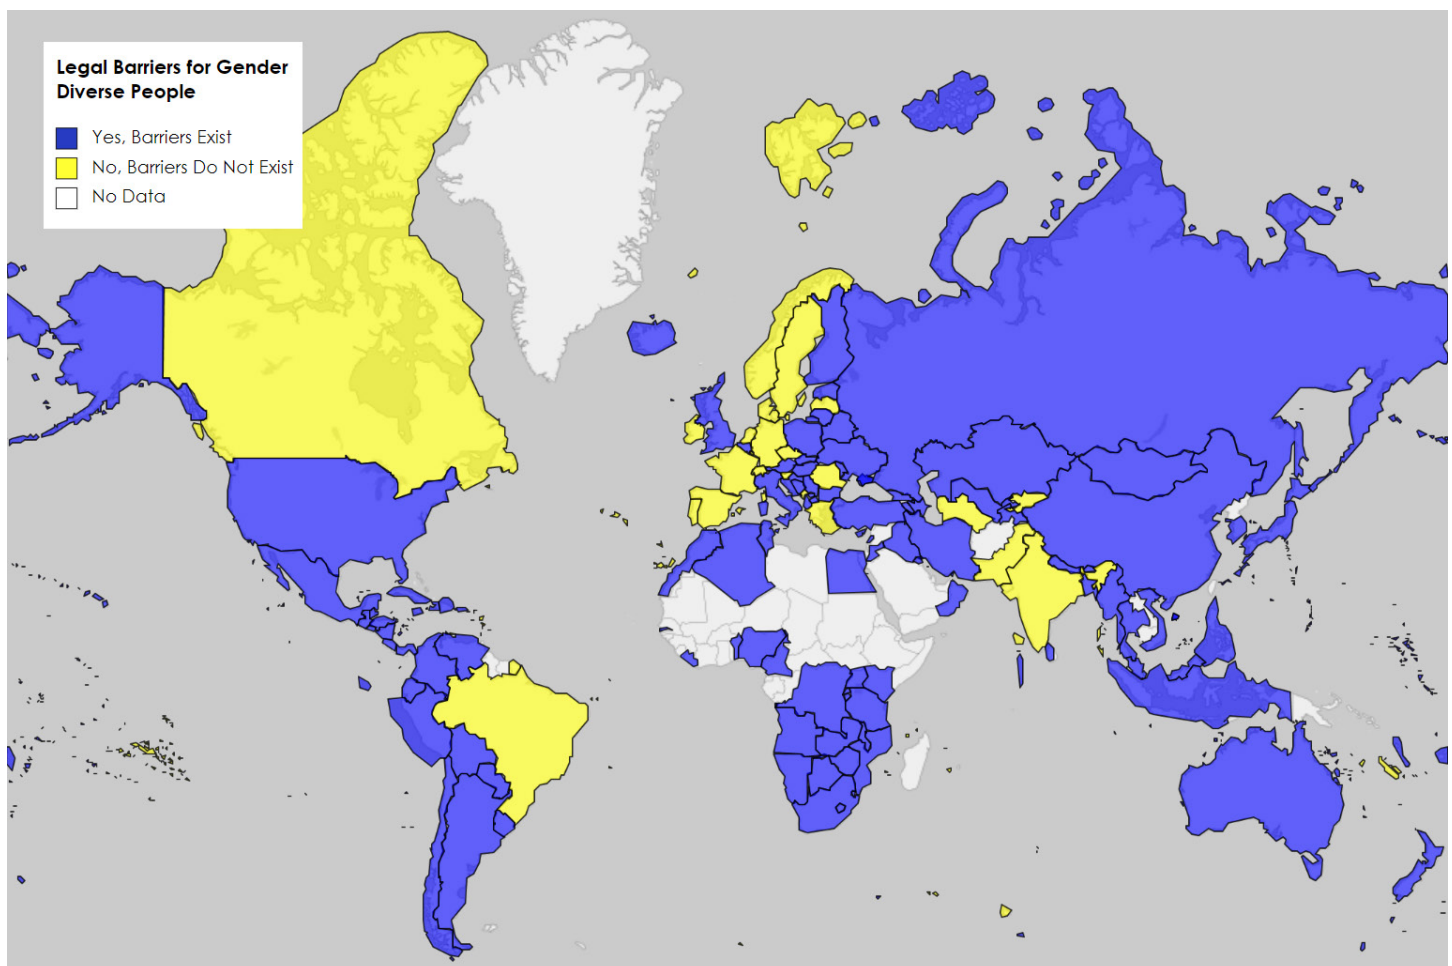 Legal Barriers for Gender
Diverse People
Yes, Barriers Exist
No, Barriers Do Not Exist
No Data